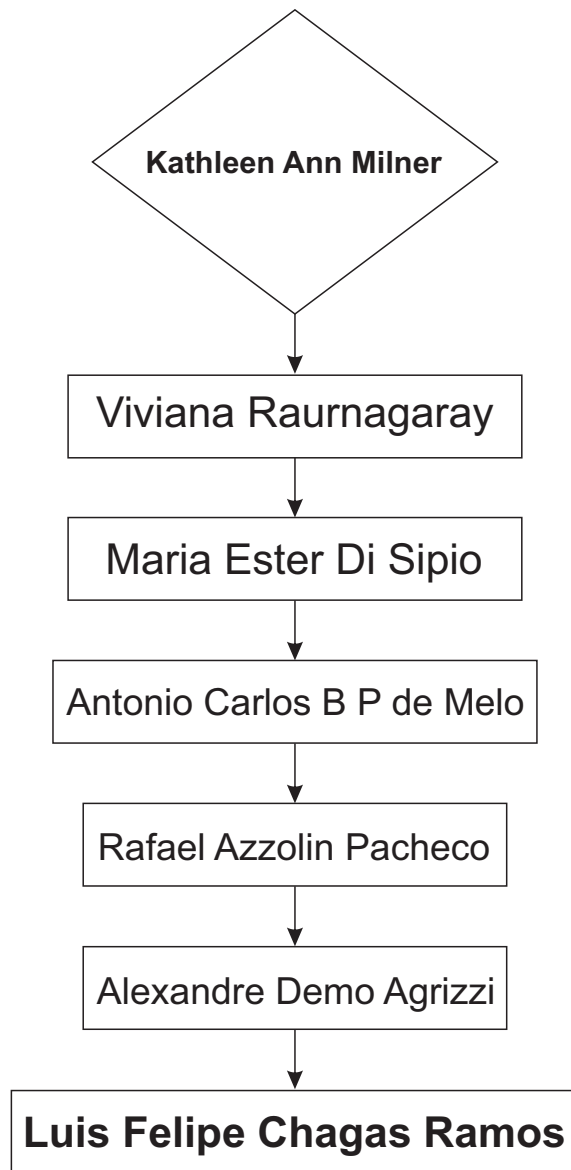 Kathleen Ann Milner
Viviana Raurnagaray
Maria Ester Di Sipio
Antonio Carlos B P de Melo
Rafael Azzolin Pacheco
Alexandre Demo Agrizzi
Luis Felipe Chagas Ramos